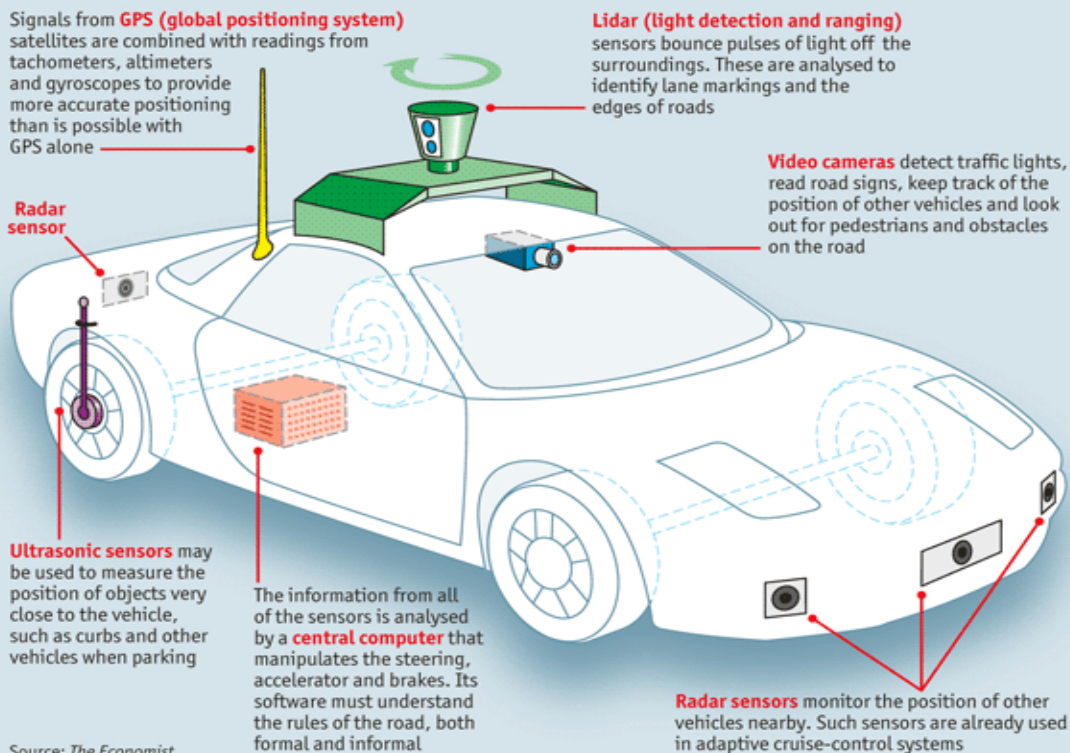 Signals from GPS (global positioning system)
satellites are combined with readings from
tachometers, altimeters
and gyroscopes to provide
more accurate positioning
than is possible with
GPS alone
Lidar (light detection and ranging)
sensors bounce pulses of light off the
surroundings. These are analysed to
identify lane markings and the
edges of roads
Video cameras detect traffic lights,
read road signs, keep track of the
position of other vehicles and look
out for pedestrians and obstacles
on the road
Radar
sensor
Ultrasonic sensors may
be used to measure the
position of objects very
close to the vehicle,
such as curbs and other
vehicles when parking
The information from all
of the sensors is analysed
by a central computer that
manipulates the steering,
accelerator and brakes. Its
software must understand
the rules of the road, both
formal and informal
Radar sensors monitor the position of other
vehicles nearby. Such sensors are already used
in adaptive cruise-control systems
Source: The Economist